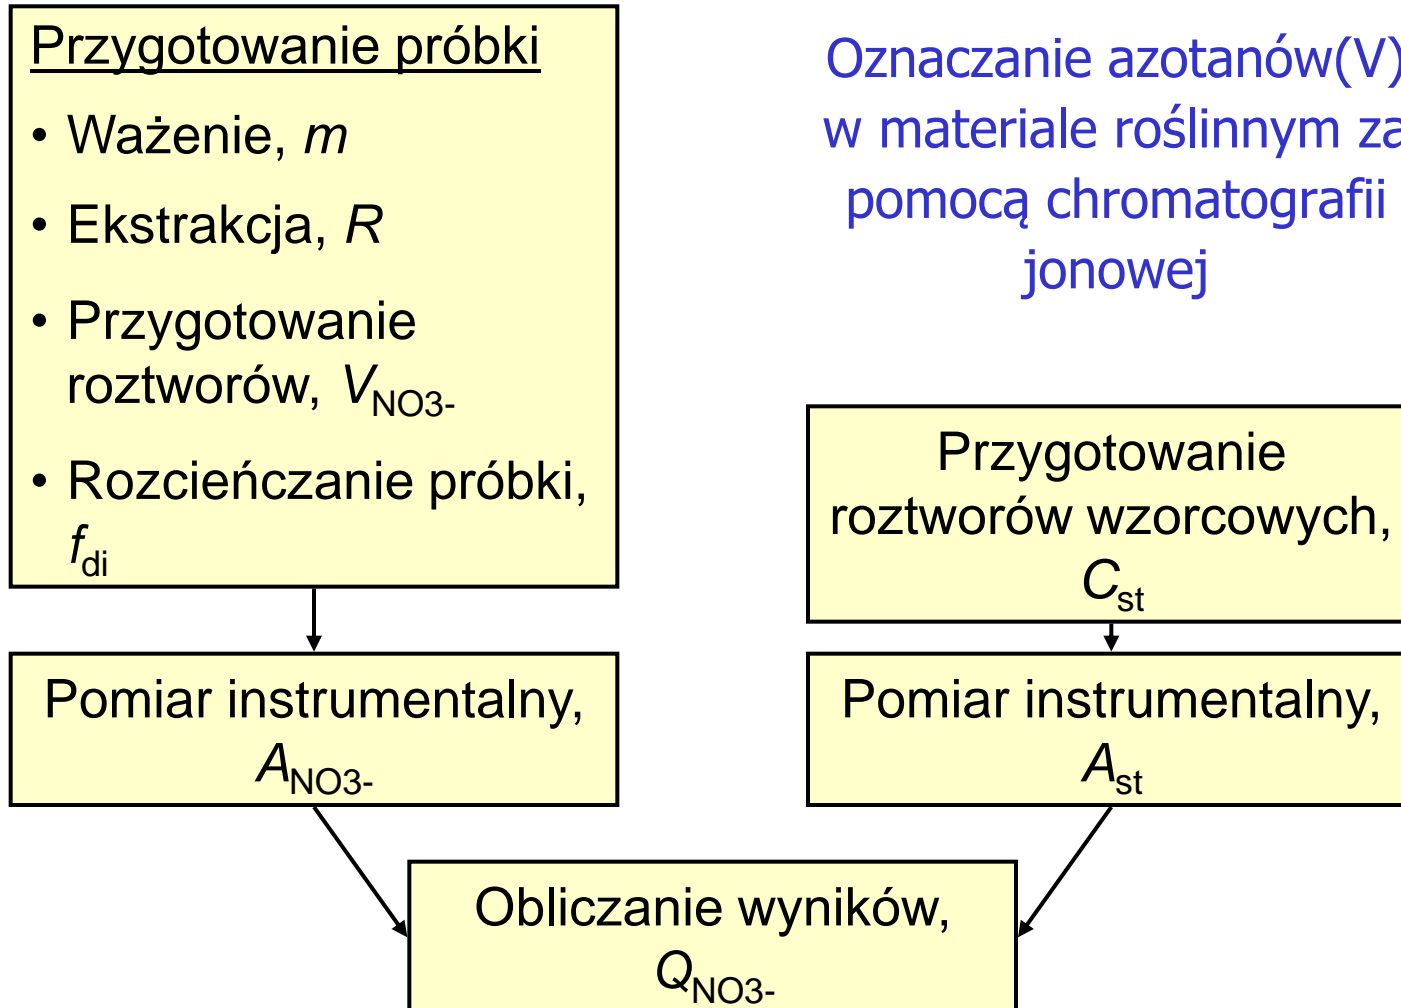 Przygotowanie próbki
• Ważenie, m
• Ekstrakcja, R
• Przygotowanie
roztworów, VNO3-
• Rozcieńczanie próbki,
fdi
Oznaczanie azotanów(V)
w materiale roślinnym za
pomocą chromatografii
jonowej
Przygotowanie
roztworów wzorcowych,
Cst
Pomiar instrumentalny,
ANO3-
Pomiar instrumentalny,
Ast
Obliczanie wyników,
QNO3-